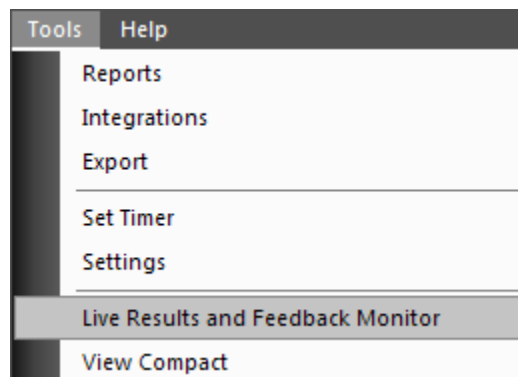 Tools Help
Reports
Integrations
Export
Set Timer
Settings
Live Results and Feedback Monitor
View Compact